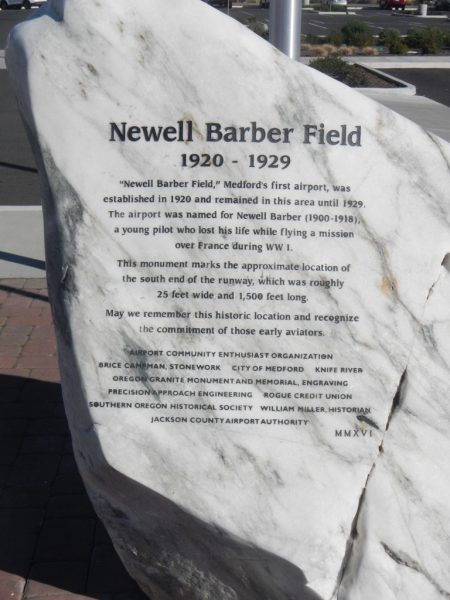 Newell Barber Field
1920 - 1929
"Newell Barber Field," Medford's first airport, was
established in 1920 and remained in this area until 1929.
The airport was named for Newell Barber (1900-1918),
a young pilot who lost his life while flying a mission
over France during WW I.
This monument marks the approximate location of
the south end of the runway, which was roughly
25 feet wide and 1,500 feet long.
May we remember this historic location and recognize
the commitment of those early aviators.
AIRPORT COMMUNITY ENTHUSIAST ORGANIZATION
BRICE CAMPMAN, STONEWORK CITY OF MEDFORD KNIFE RIVER
OREGON GRANITE MONUMENT AND MEMORIAL, ENGRAVING
PRECISION APPROACH ENGINEERING ROGUE CREDIT UNION
SOUTHERN OREGON HISTORICAL SOCIETY WILLIAM MILLER, HISTORIAN
JACKSON COUNTY AIRPORT AUTHORITY
MMXVI